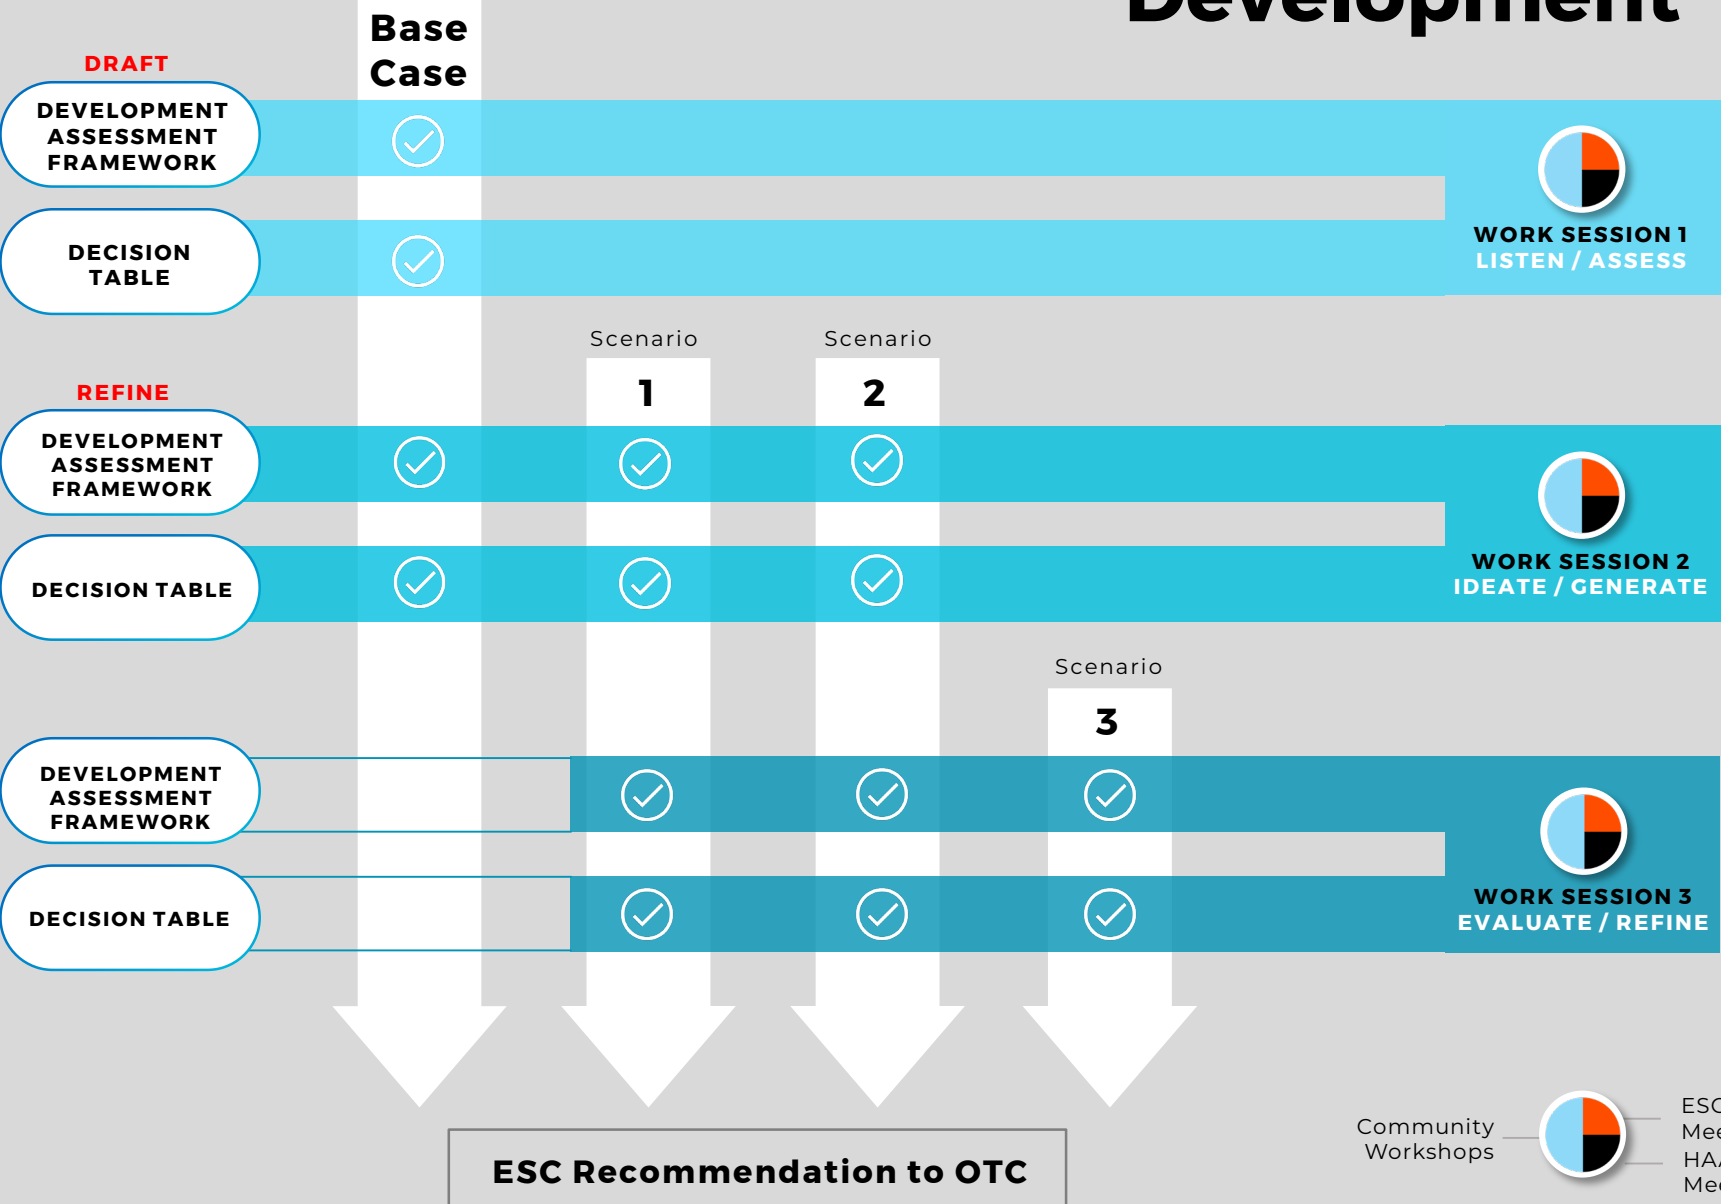 Development
Base
Case
DRAFT
DEVELOPMENT
ASSESSMENT
FRAMEWORK
WORK SESSION 1
LISTEN / ASSESS
DECISION
TABLE
Scenario
1
Scenario
2
REFINE
DEVELOPMENT
ASSESSMENT
FRAMEWORK
WORK SESSION 2
IDEATE / GENERATE
DECISION TABLE
Scenario
3
DEVELOPMENT
ASSESSMENT
FRAMEWORK
WORK SESSION 3
EVALUATE / REFINE
DECISION TABLE
ESC Recommendation to OTC
Community
Workshops
ESC